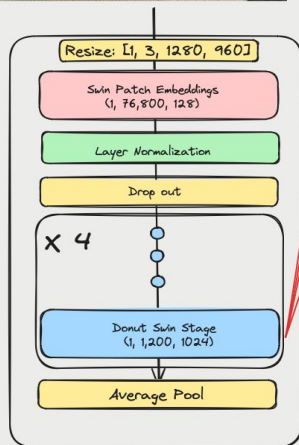 Resize: [1, 3, 1280, 960]
Swin Patch Embeddings
(1, 76,800, 128)
Layer Normalization
Drop out
X 4
Donut Swin Stage
(1, 1,200, 1024)
Average Pool